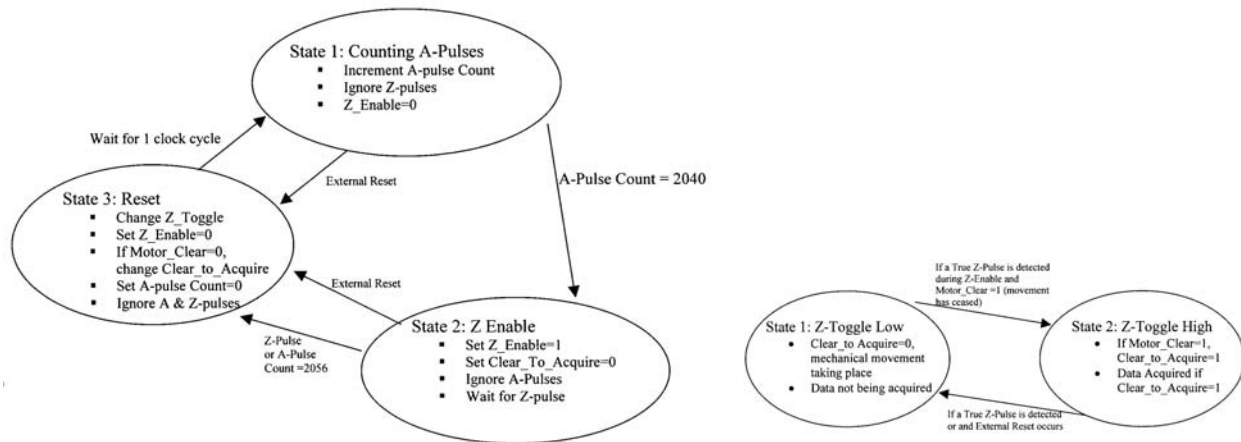 State 1: Counting A-Pulses
▪ Increment A-pulse Count
▪ Ignore Z-pulses
▪ Z_Enable=0
Wait for 1 clock cycle
External Reset
A-Pulse Count = 2040
State 3: Reset
▪ Change Z_Toggle
▪ Set Z_Enable=0
▪ If Motor_Clear=0,
change Clear_to_Acquire
▪ Set A-pulse Count=0
▪ Ignore A & Z-pulses
External Reset
Z-Pulse
or A-Pulse
Count =2056
State 2: Z Enable
▪ Set Z_Enable=1
▪ Set Clear_To_Acquire=0
▪ Ignore A-Pulses
▪ Wait for Z-pulse
If a True Z-Pulse is detected
during Z-Enable and
Motor_Clear =1 (movement
has ceased)
State 1: Z-Toggle Low
• Clear_to Acquire=0,
mechanical movement
taking place
• Data not being acquired
State 2: Z-Toggle High
• If Motor_Clear=1,
Clear_to_Acquire=1
• Data Acquired if
Clear_to_Acquire=1
If a True Z-Pulse is detected
or and External Reset occurs